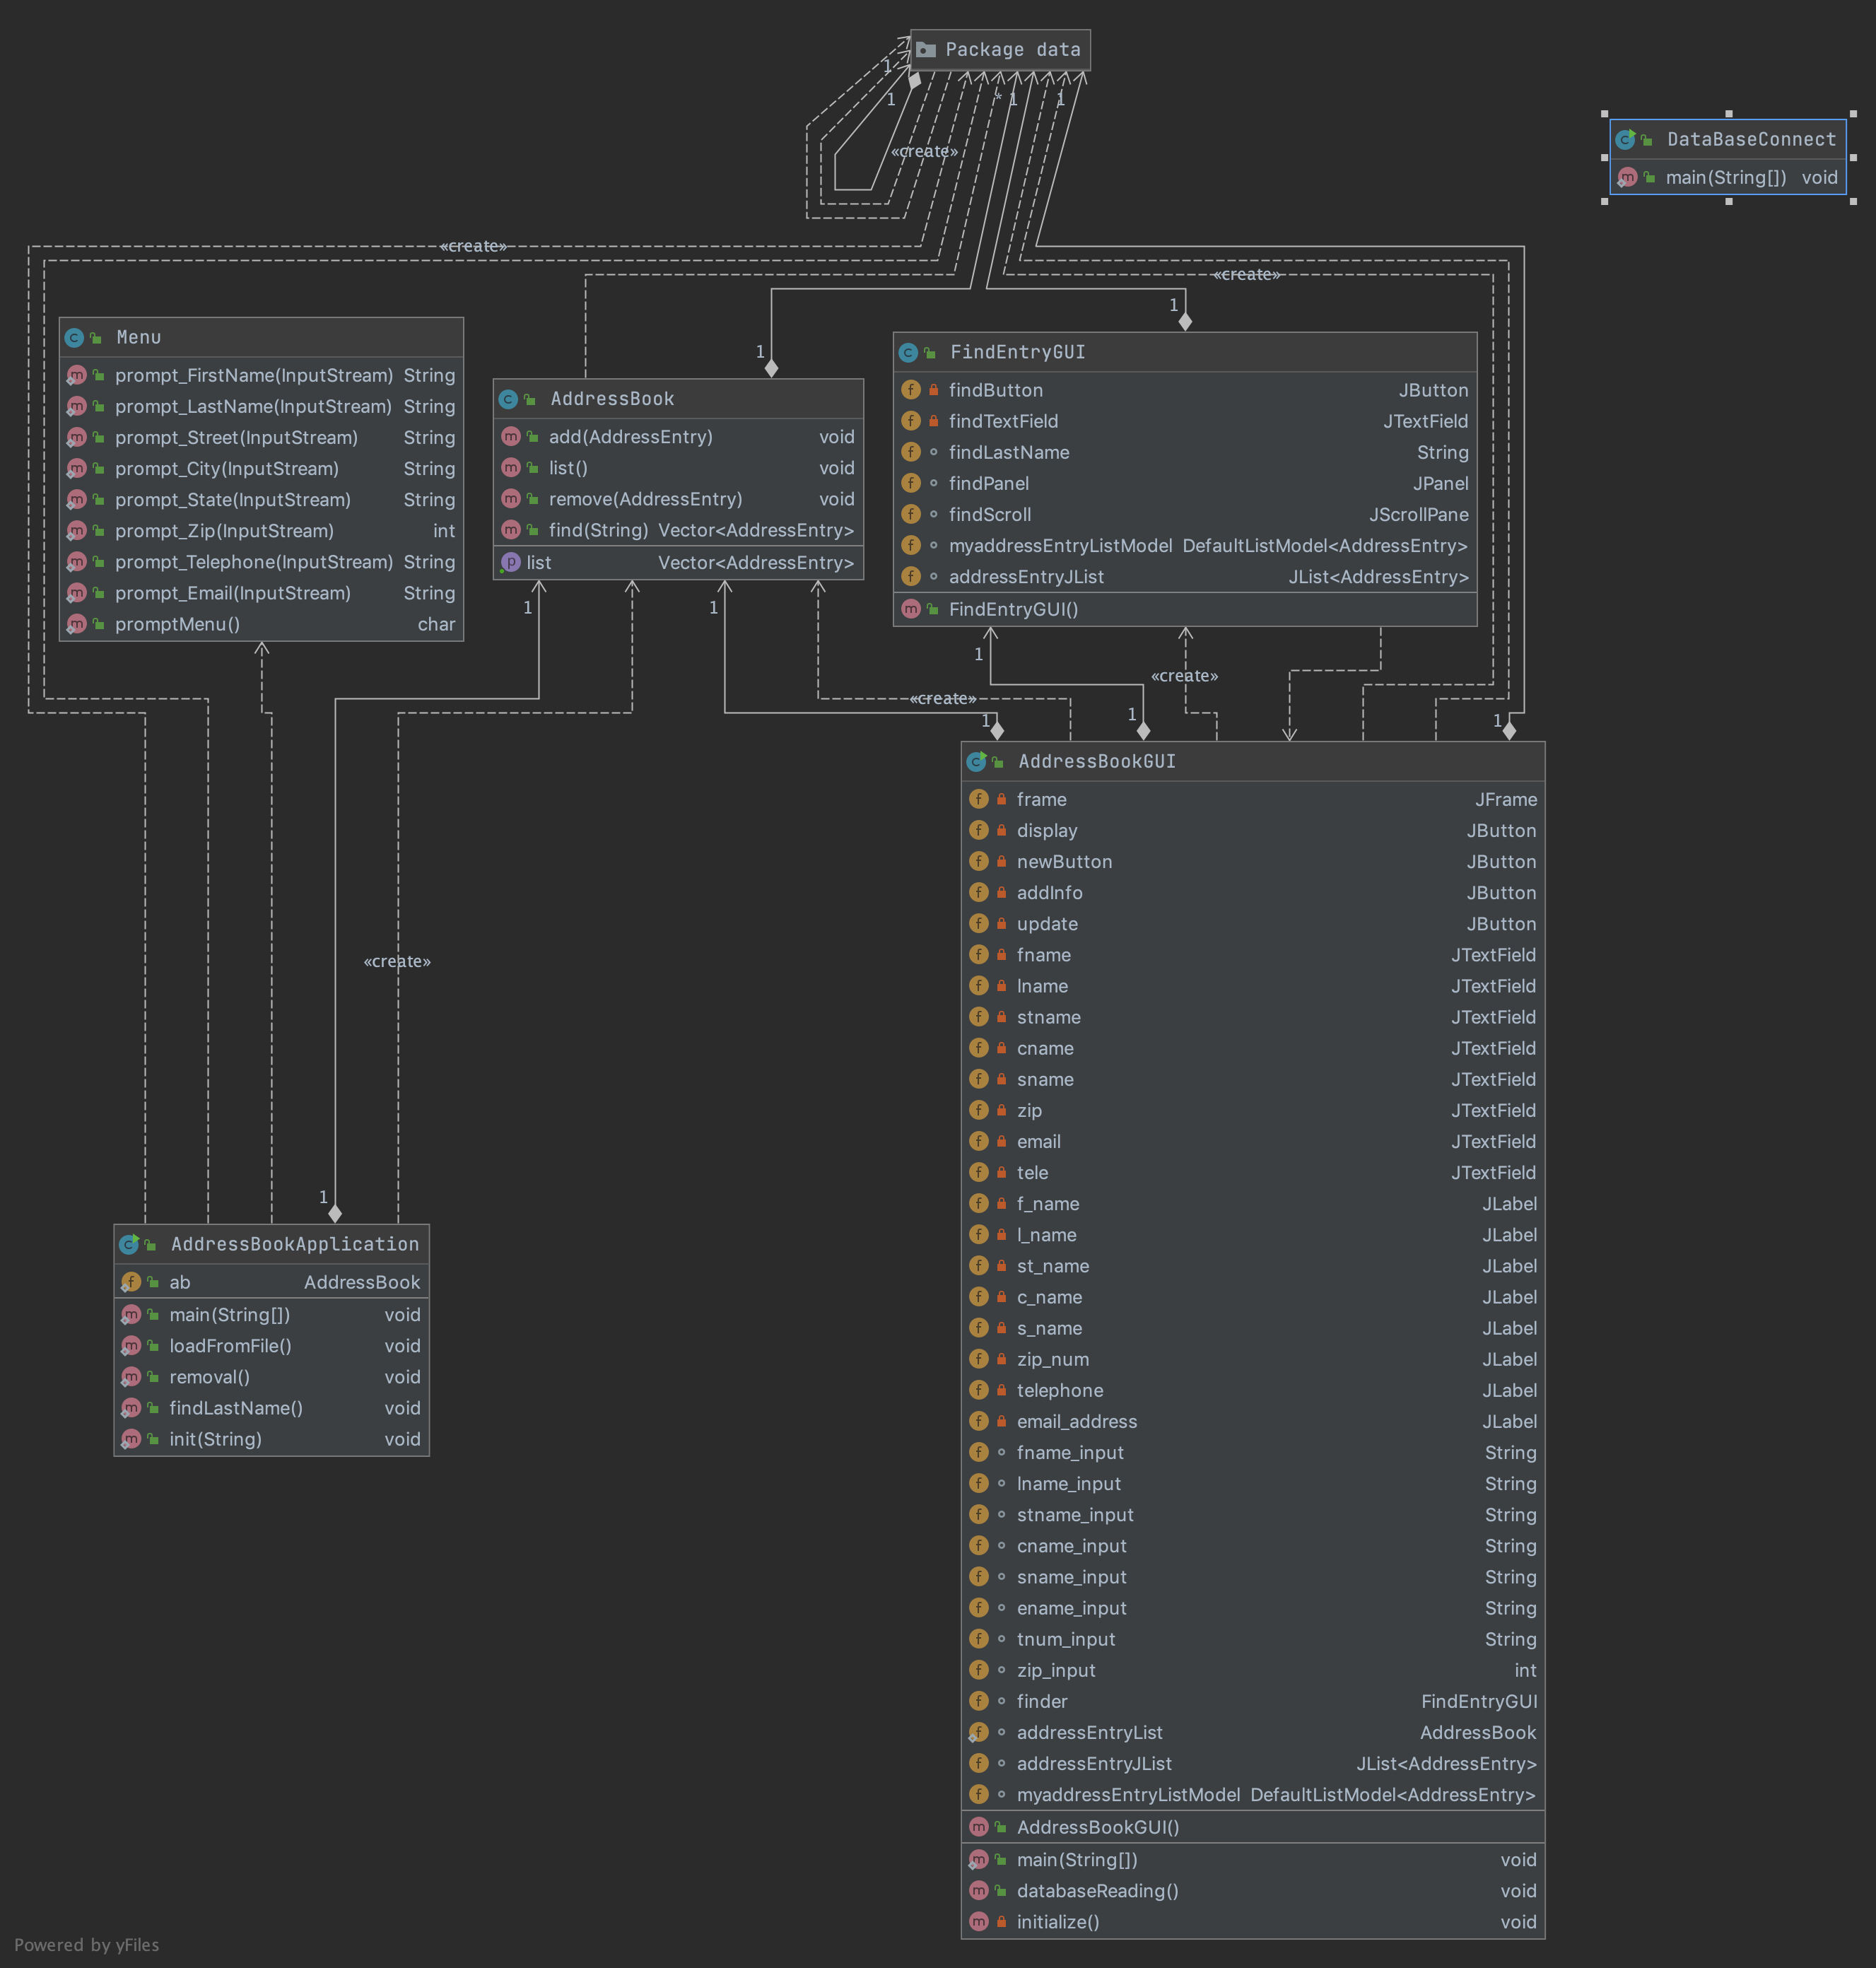 Package data
1
1
* 1
1
«create»
DataBaseConnect
main(String[]) void
«create»
«create»
1
1
Menu
prompt_FirstName(InputStream) String
prompt_LastName(InputStream) String
prompt_Street(InputStream) String
prompt_City(InputStream) String
prompt_State(InputStream) String
prompt_Zip(InputStream) int
prompt_Telephone(InputStream) String
prompt_Email(InputStream) String
promptMenu() char
AddressBook
add(AddressEntry) void
list() void
remove(AddressEntry) void
find(String) Vector<AddressEntry>
list Vector<AddressEntry>
FindEntryGUI
findButton JButton
findTextField JTextField
findLastName String
findPanel JPanel
findScroll JScrollPane
myaddressEntryListModel DefaultListModel<AddressEntry>
addressEntryJList JList<AddressEntry>
FindEntryGUI()
1
1
1
«create»
«create»
1
1
1
AddressBookGUI
frame JFrame
display JButton
newButton JButton
addInfo JButton
update JButton
fname JTextField
lname JTextField
stname JTextField
cname JTextField
sname JTextField
zip JTextField
email JTextField
tele JTextField
f_name JLabel
l_name JLabel
st_name JLabel
c_name JLabel
s_name JLabel
zip_num JLabel
telephone JLabel
email_address JLabel
fname_input String
lname_input String
stname_input String
cname_input String
sname_input String
ename_input String
tnum_input String
zip_input int
finder FindEntryGUI
addressEntryList AddressBook
addressEntryJList JList<AddressEntry>
myaddressEntryListModel DefaultListModel<AddressEntry>
AddressBookGUI()
main(String[]) void
databaseReading() void
initialize() void
«create»
1
AddressBookApplication
ab AddressBook
main(String[]) void
loadFromFile() void
removal() void
findLastName() void
init(String) void
Powered by yFiles